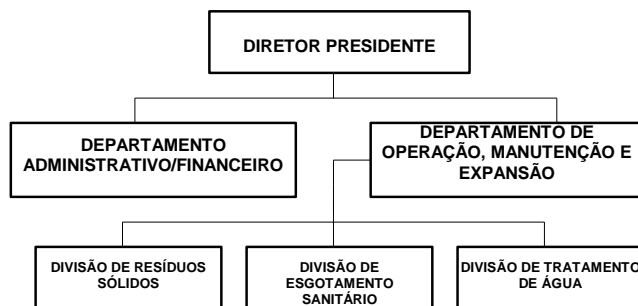 DIRETOR PRESIDENTE
DEPARTAMENTO
ADMINISTRATIVO/FINANCEIRO
DEPARTAMENTO DE
OPERAÇÃO, MANUTENÇÃO E
EXPANSÃO
DIVISÃO DE RESÍDUOS
SÓLIDOS
DIVISÃO DE
ESGOTAMENTO
SANITÁRIO
DIVISÃO DE TRATAMENTO
DE ÁGUA